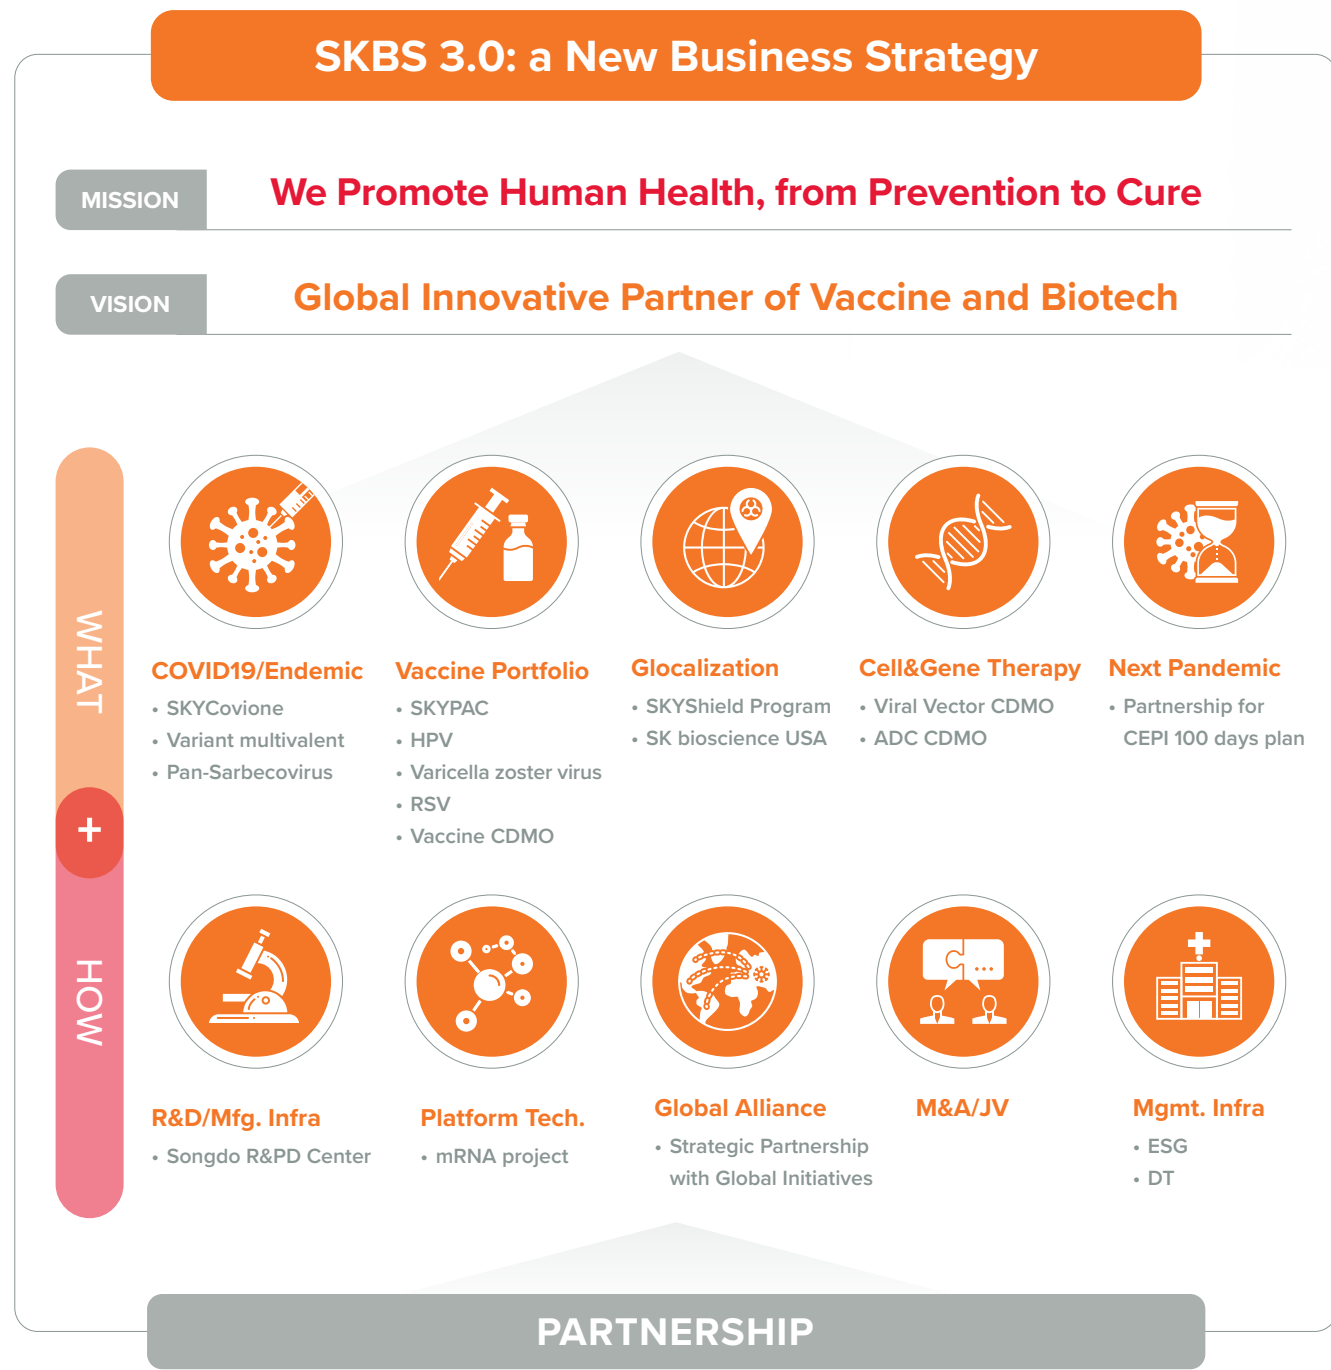 SKBS 3.0: a New Business Strategy
MISSION
We Promote Human Health, from Prevention to Cure
VISION
Global Innovative Partner of Vaccine and Biotech
WHAT
COVID19/Endemic
• SKYCovione
• Variant multivalent
• Pan-Sarbecovirus
Vaccine Portfolio
• SKYPAC
• HPV
• Varicella zoster virus
• RSV
• Vaccine CDMO
Glocalization
• SKYShield Program
• SK bioscience USA
Cell&Gene Therapy
• Viral Vector CDMO
• ADC CDMO
Next Pandemic
• Partnership for
CEPI 100 days plan
+
HOW
R&D/Mfg. Infra
• Songdo R&PD Center
Platform Tech.
• mRNA project
Global Alliance
• Strategic Partnership
with Global Initiatives
M&A/JV
Mgmt. Infra
• ESG
• DT
PARTNERSHIP